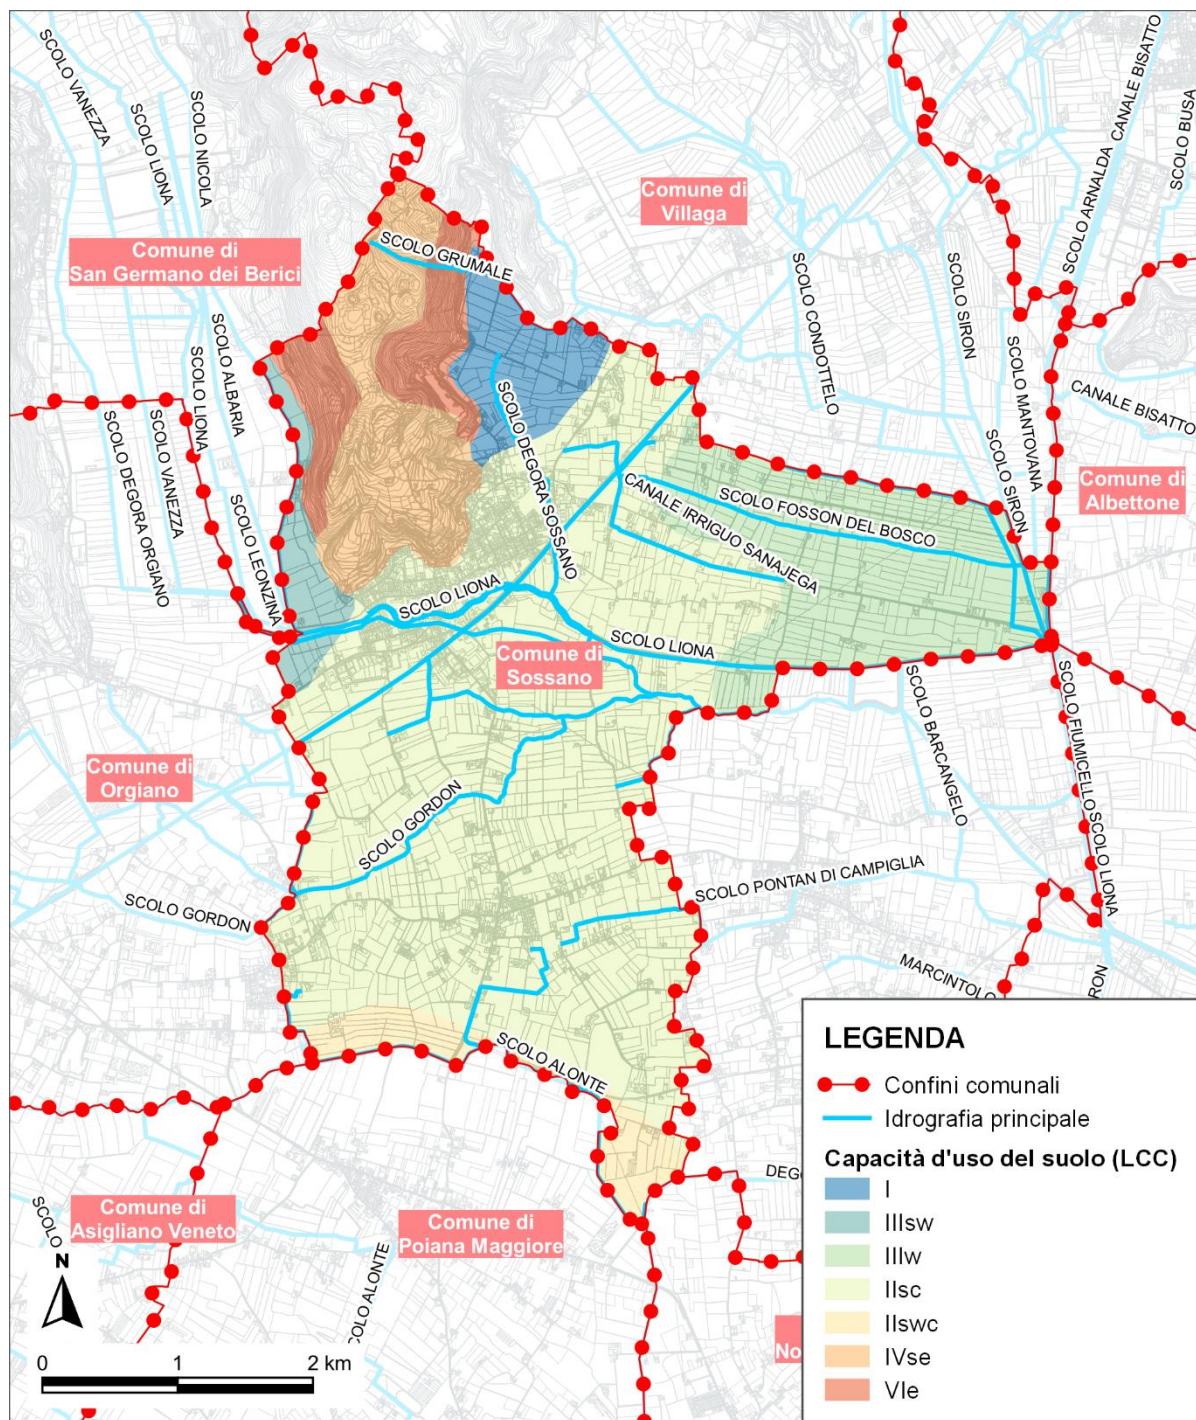 SCOLO VANEZZA
SCOLO LIONA
SCOLO NICOLA
Comune di
San Germano dei Berici
SCOLO GRUMALE
Comune di
Villaga
SCOLO ARNALDA
CANALE BISATTO
SCOLO BUSA
SCOLO CONDOTTELO
SCOLO SIRON
SCOLO MANTOVANA
SCOLO SIRON
CANALE BISATTO
Comune di
Albettone
SCOLO ALBARIA
SCOLO LIONA
SCOLO VANEZZA
SCOLO DEGORA ORGIANO
SCOLO LEONZINA
SCOLO DEGORA SOSSANO
SCOLO FOSSON DEL BOSCO
CANALE IRRIGUO SANAJEGA
SCOLO LIONA
SCOLO LIONA
Comune di
Sossano
Comune di
Orgiano
SCOLO BARCANGELO
SCOLO FIUMICELLO
SCOLO LIONA
SCOLO GORDON
SCOLO GORDON
SCOLO PONTAN DI CAMPIGLIA
MARCINTOLO
RON
SCOLO ALONTE
Comune di
Asigliano Veneto
Comune di
Poiana Maggiore
SCOLO
COLO ALONTE
DEGO
No
N
0 1 2 km
LEGENDA
Confini comunali
Idrografia principale
Capacità d'uso del suolo (LCC)
I
IIIsw
IIIw
IIsc
IIswc
IVse
VIe